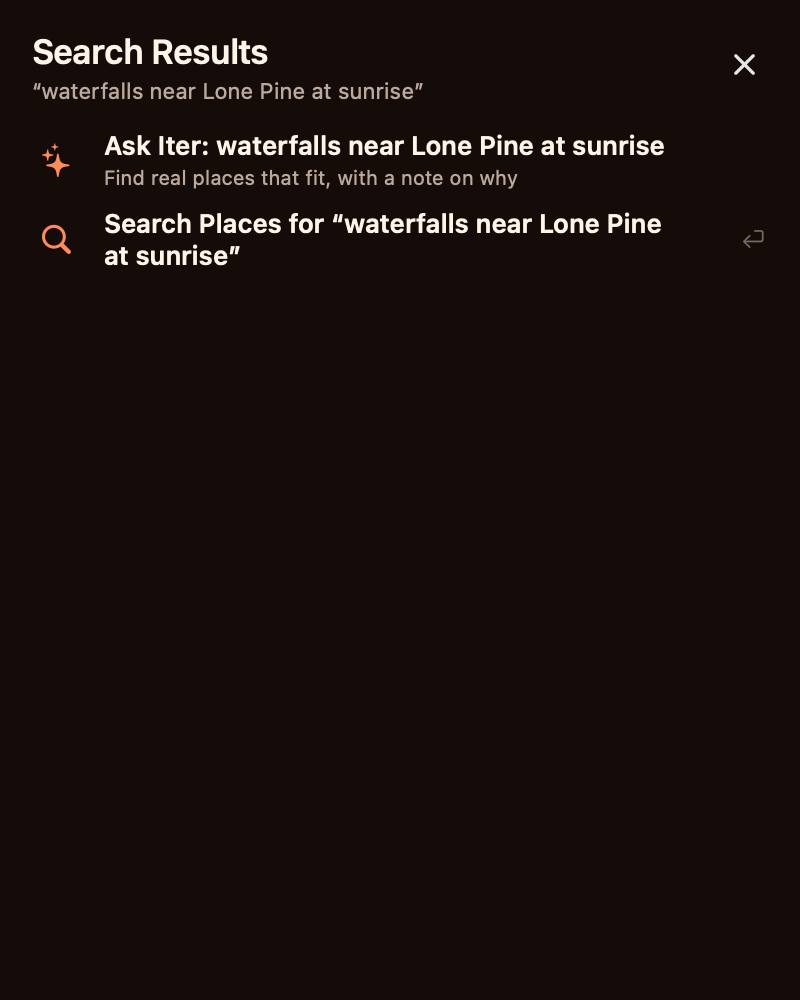 Search Results
“waterfalls near Lone Pine at sunrise”
Ask Iter: waterfalls near Lone Pine at sunrise
Find real places that fit, with a note on why
Search Places for “waterfalls near Lone Pine
at sunrise”